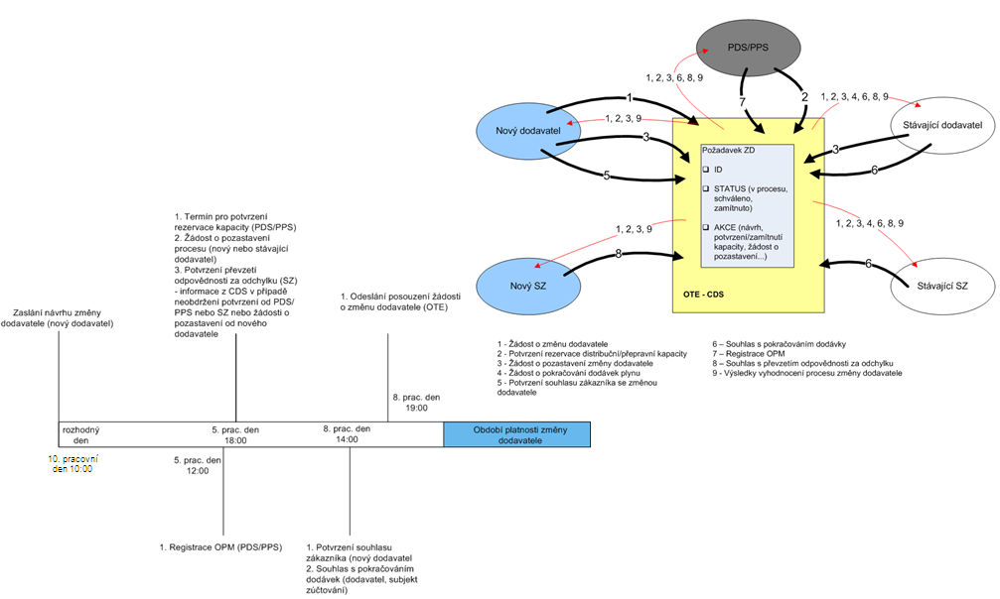 PDS/PPS
1, 2, 3, 6, 8, 9
7
2
1, 2, 3, 4, 6, 8, 9
1
Nový dodavatel
1, 2, 3, 9
3
5
Stávající dodavatel
3
6
Požadavek ZD
ID
STATUS (v procesu,
schváleno,
zamítnuto)
AKCE (návrh,
potvrzení/zamítnutí
kapacity, žádost o
pozastavení...)
OTE - CDS
1, 2, 3, 9
1, 2, 3, 4, 6, 8, 9
Nový SZ
8
6
Stávající SZ
1 - Žádost o změnu dodavatele
2 - Potvrzení rezervace distribuční/přepravní kapacity
3 - Žádost o pozastavení změny dodavatele
4 - Žádost o pokračování dodávek plynu
5 - Potvrzení souhlasu zákazníka se změnou
dodavatele
6 – Souhlas s pokračováním dodávky
7 – Registrace OPM
8 – Souhlas s převzetím odpovědnosti za odchylku
9 - Výsledky vyhodnocení procesu změny dodavatele
Zaslání návrhu změny
dodavatele (nový dodavatel)
1. Termín pro potvrzení
rezervace kapacity (PDS/PPS)
2. Žádost o pozastavení
procesu (nový nebo stávající
dodavatel)
3. Potvrzení převzetí
odpovědnosti za odchylku (SZ)
- informace z CDS v případě
neobdržení potvrzení od PDS/
PPS nebo SZ nebo žádosti o
pozastavení od nového
dodavatele
1. Odeslání posouzení žádosti
o změnu dodavatele (OTE)
8. prac. den
19:00
rozhodný
den
5. prac. den
18:00
8. prac. den
14:00
Období platnosti změny
dodavatele
10. pracovní
den 10:00
5. prac. den
12:00
1. Registrace OPM (PDS/PPS)
1. Potvrzení souhlasu
zákazníka (nový dodavatel
2. Souhlas s pokračováním
dodávek (dodavatel, subjekt
zúčtování)